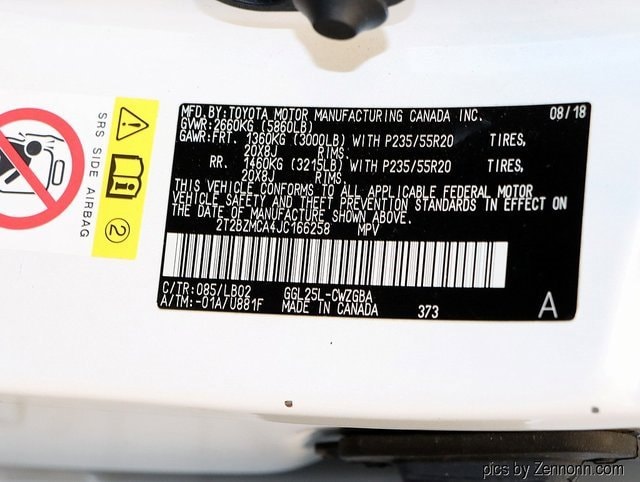 MFD. BY: TOYOTA MOTOR MANUFACTURING CANADA INC. 08/18
GVWR: 2660KG (5860LB)
GAWR: FRT. 1360KG (3000LB) WITH P235/55R20 TIRES,
20X8J RIMS.
RR. 1460KG (3215LB) WITH P235/55R20 TIRES,
20X8J RIMS.
THIS VEHICLE CONFORMS TO ALL APPLICABLE FEDERAL MOTOR
VEHICLE SAFETY AND THEFT PREVENTION STANDARDS IN EFFECT ON
THE DATE OF MANUFACTURE SHOWN ABOVE.
2T2BZMCA4JC166258 MPV
C/TR: 085/LB02 GGL25L-CWZGBA
A/TM: -01A/U881F MADE IN CANADA 373 A
SRS SIDE AIRBAG
2
pics by Zennorin.com